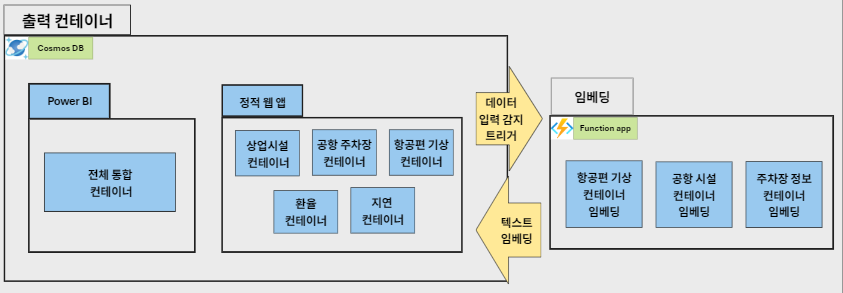 출력 컨테이너
Cosmos DB
Power BI
전체 통합
컨테이너
정적 웹 앱
상업시설
컨테이너
공항 주차장
컨테이너
항공편 기상
컨테이너
환율
컨테이너
지연
컨테이너
데이터
입력 감지
트리거
텍스트
임베딩
임베딩
Function app
항공편 기상
컨테이너
임베딩
공항 시설
컨테이너
임베딩
주차장 정보
컨테이너
임베딩